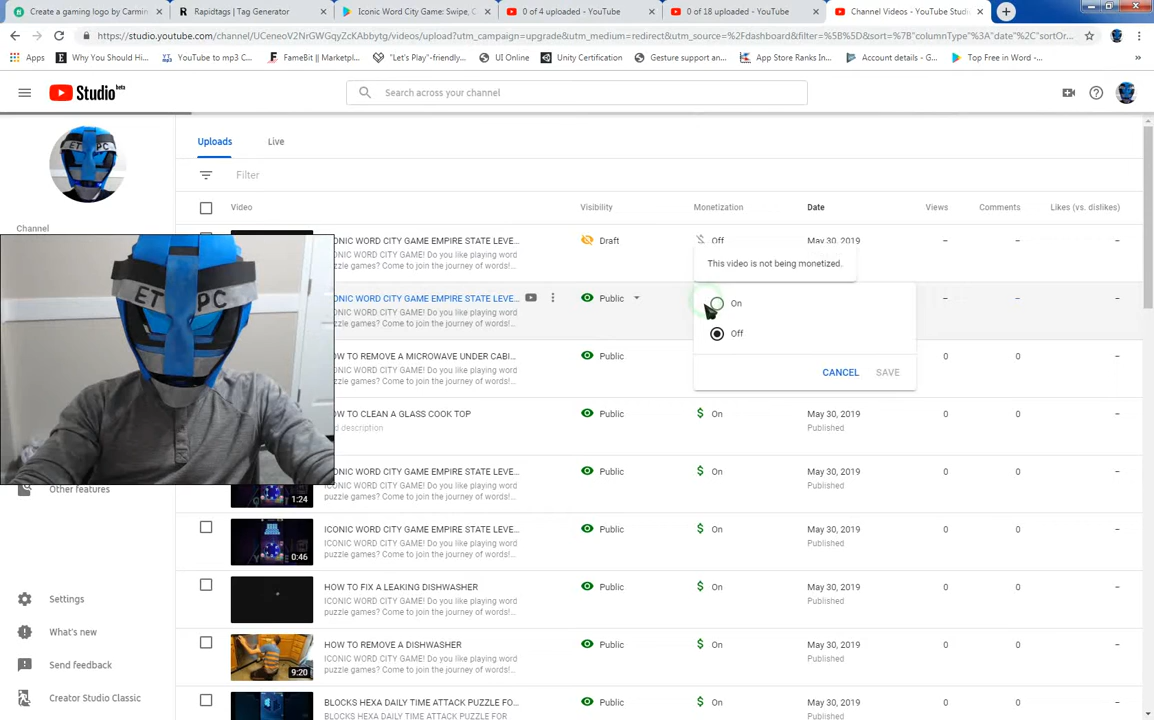 Create a gaming logo by Carmin
Rapidtags | Tag Generator
Iconic Word City Game: Swipe, C
0 of 4 uploaded - YouTube
0 of 18 uploaded - YouTube
Channel Videos - YouTube Studi
https://studio.youtube.com/channel/UCeneoV2NrGWGqyZcKAbbytg/videos/upload?utm_campaign=upgrade&utm_medium=redirect&utm_source=%2Fdashboard&filter=%5B%5D&sort=%7B"columnType"%3A"date"%2C"sortOr...
Apps
Why You Should Hi...
YouTube to mp3 C...
FameBit || Marketpl...
"Let's Play"-friendly...
UI Online
Unity Certification
Gesture support an...
App Store Ranks In...
Account details - G...
Top Free in Word -...
Studio beta
Search across your channel
Uploads
Live
Filter
Channel
Video
Visibility
Monetization
Date
Views
Comments
Likes (vs. dislikes)
ICONIC WORD CITY GAME EMPIRE STATE LEVE...
Draft
Off
May 30, 2019
ICONIC WORD CITY GAME! Do you like playing word
puzzle games? Come to join the journey of words!...
This video is not being monetized.
ICONIC WORD CITY GAME EMPIRE STATE LEVE...
Public
On
ICONIC WORD CITY GAME! Do you like playing word
puzzle games? Come to join the journey of words!...
Off
CANCEL
SAVE
HOW TO REMOVE A MICROWAVE UNDER CABI...
Public
0
0
ICONIC WORD CITY GAME! Do you like playing word
puzzle games? Come to join the journey of words!...
HOW TO CLEAN A GLASS COOK TOP
Public
On
May 30, 2019
0
0
Add description
Published
ICONIC WORD CITY GAME EMPIRE STATE LEVE...
Public
On
May 30, 2019
0
0
ICONIC WORD CITY GAME! Do you like playing word
Published
puzzle games? Come to join the journey of words!...
1:24
Other features
ICONIC WORD CITY GAME EMPIRE STATE LEVE...
Public
On
May 30, 2019
0
0
ICONIC WORD CITY GAME! Do you like playing word
Published
puzzle games? Come to join the journey of words!...
0:46
HOW TO FIX A LEAKING DISHWASHER
Public
On
May 30, 2019
0
0
ICONIC WORD CITY GAME! Do you like playing word
Published
puzzle games? Come to join the journey of words!...
Settings
What's new
HOW TO REMOVE A DISHWASHER
Public
On
May 30, 2019
0
0
ICONIC WORD CITY GAME! Do you like playing word
Published
puzzle games? Come to join the journey of words!...
9:20
Send feedback
Creator Studio Classic
BLOCKS HEXA DAILY TIME ATTACK PUZZLE FO...
Public
On
May 30, 2019
0
0
BLOCKS HEXA DAILY TIME ATTACK PUZZLE FOR
Published
ET PC